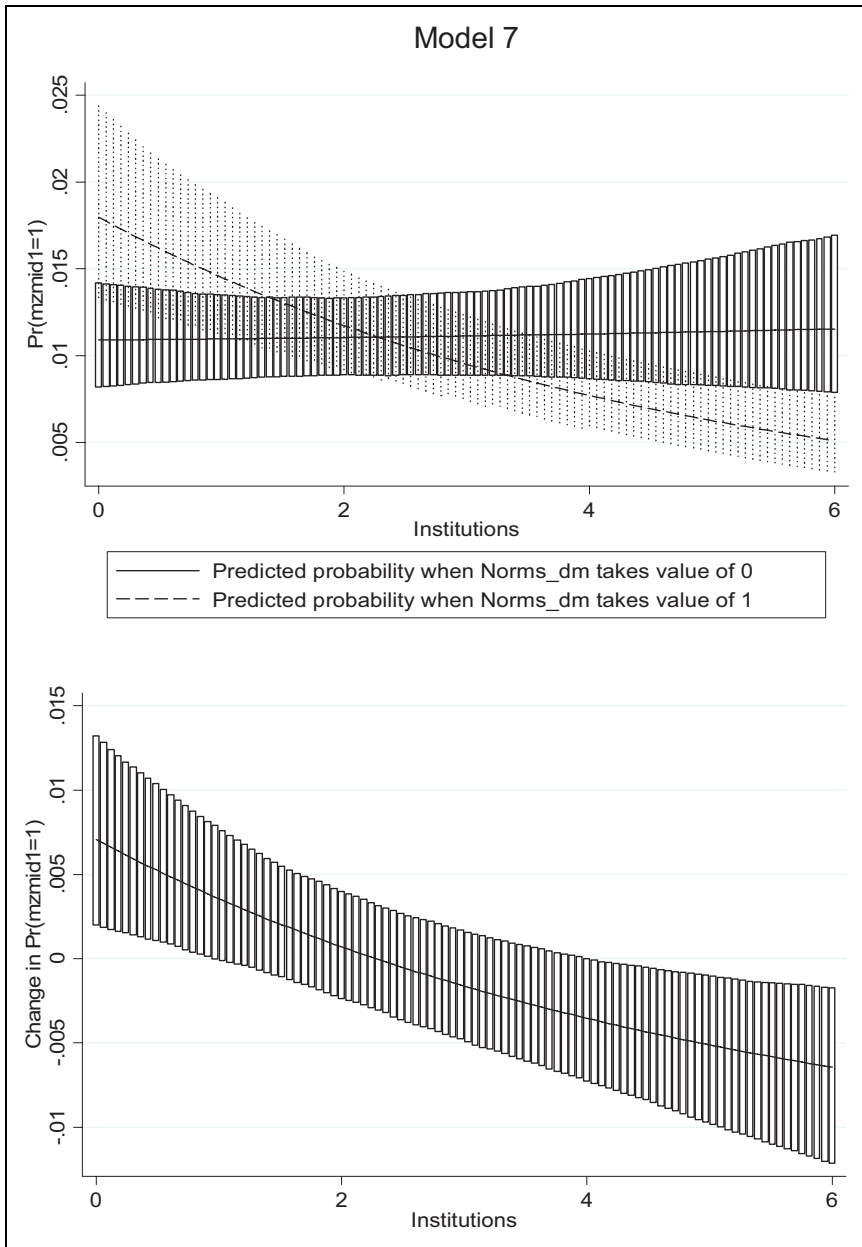 Model 7
.025
.02
.015
.01
.005
Pr(mzmid1=1)
0 2 4 6
Institutions
Predicted probability when Norms_dm takes value of 0
Predicted probability when Norms_dm takes value of 1
.015
.01
.005
0
-.005
-.01
Change in Pr(mzmid1=1)
0 2 4 6
Institutions